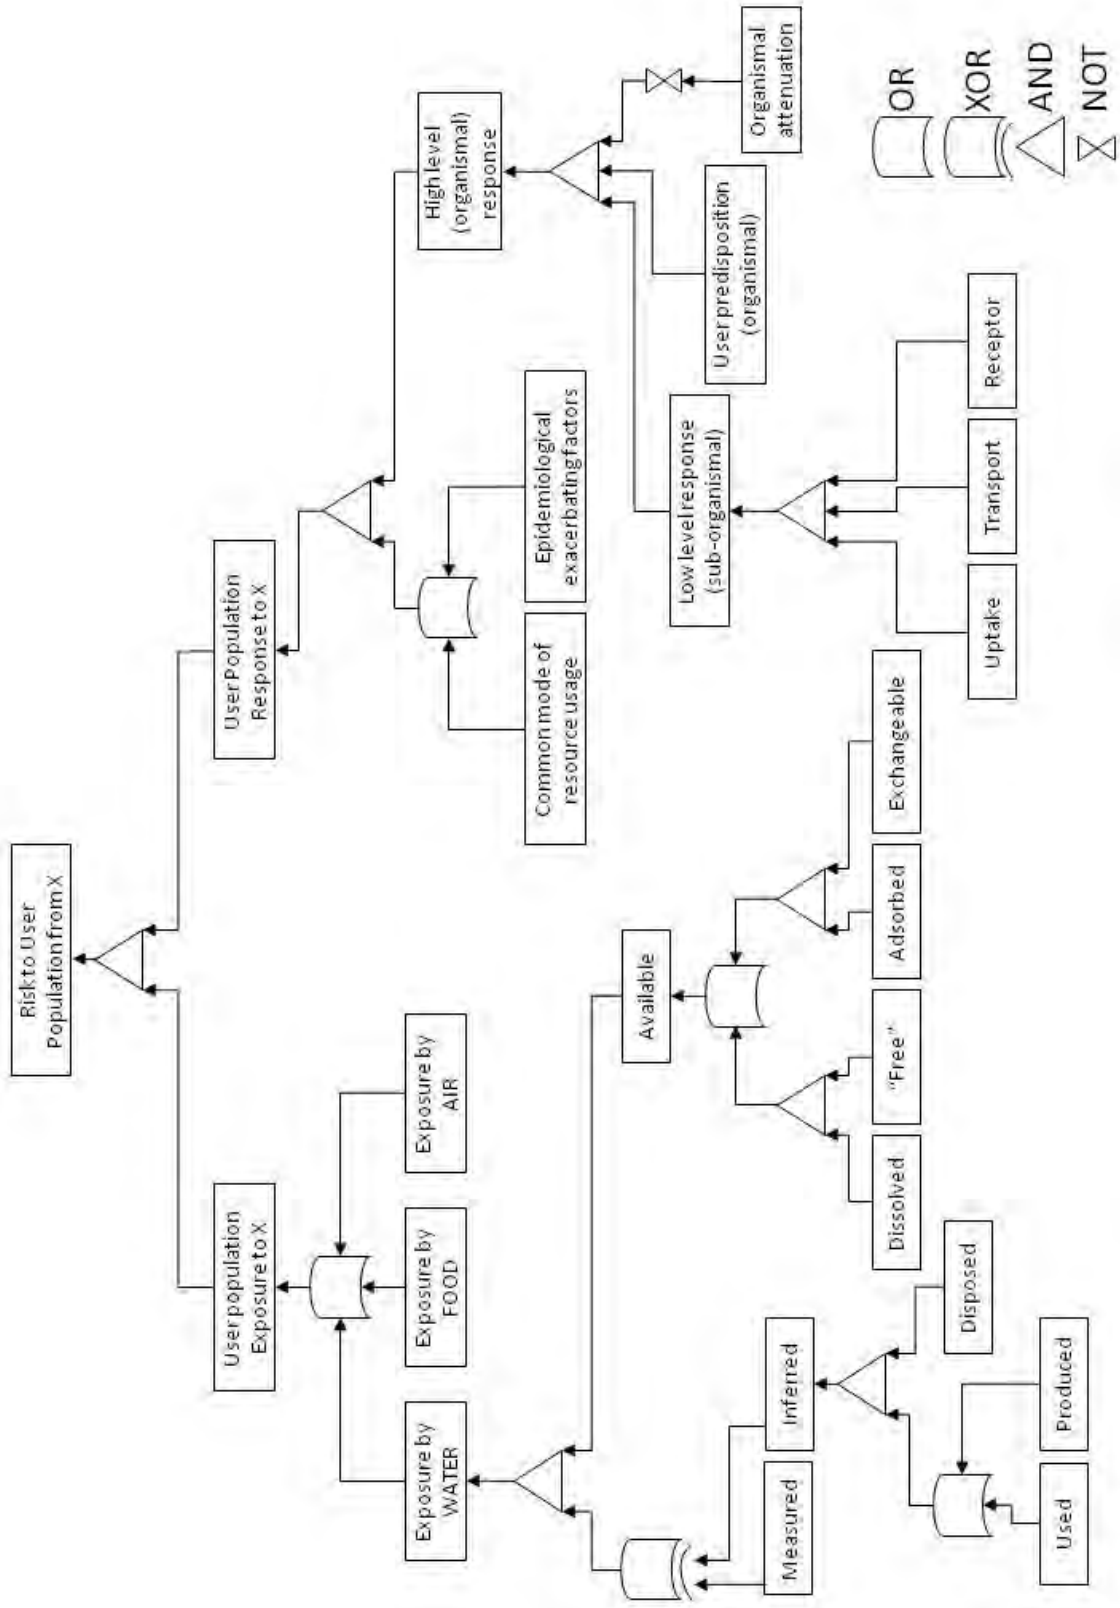 Risk to User
Population from X
User population
Exposure to X
User Population
Response to X
Exposure by
WATER
Exposure by
FOOD
Exposure by
AIR
High level
(organismal)
response
Common mode of
resource usage
Epidemiological
exacerbating factors
Available
Low level response
(sub-organismal)
User predisposition
(organismal)
Organismal
attenuation
Measured
Inferred
Dissolved
"Free"
Adsorbed
Exchangeable
Disposed
Uptake
Transport
Receptor
Used
Produced
OR
XOR
AND
NOT